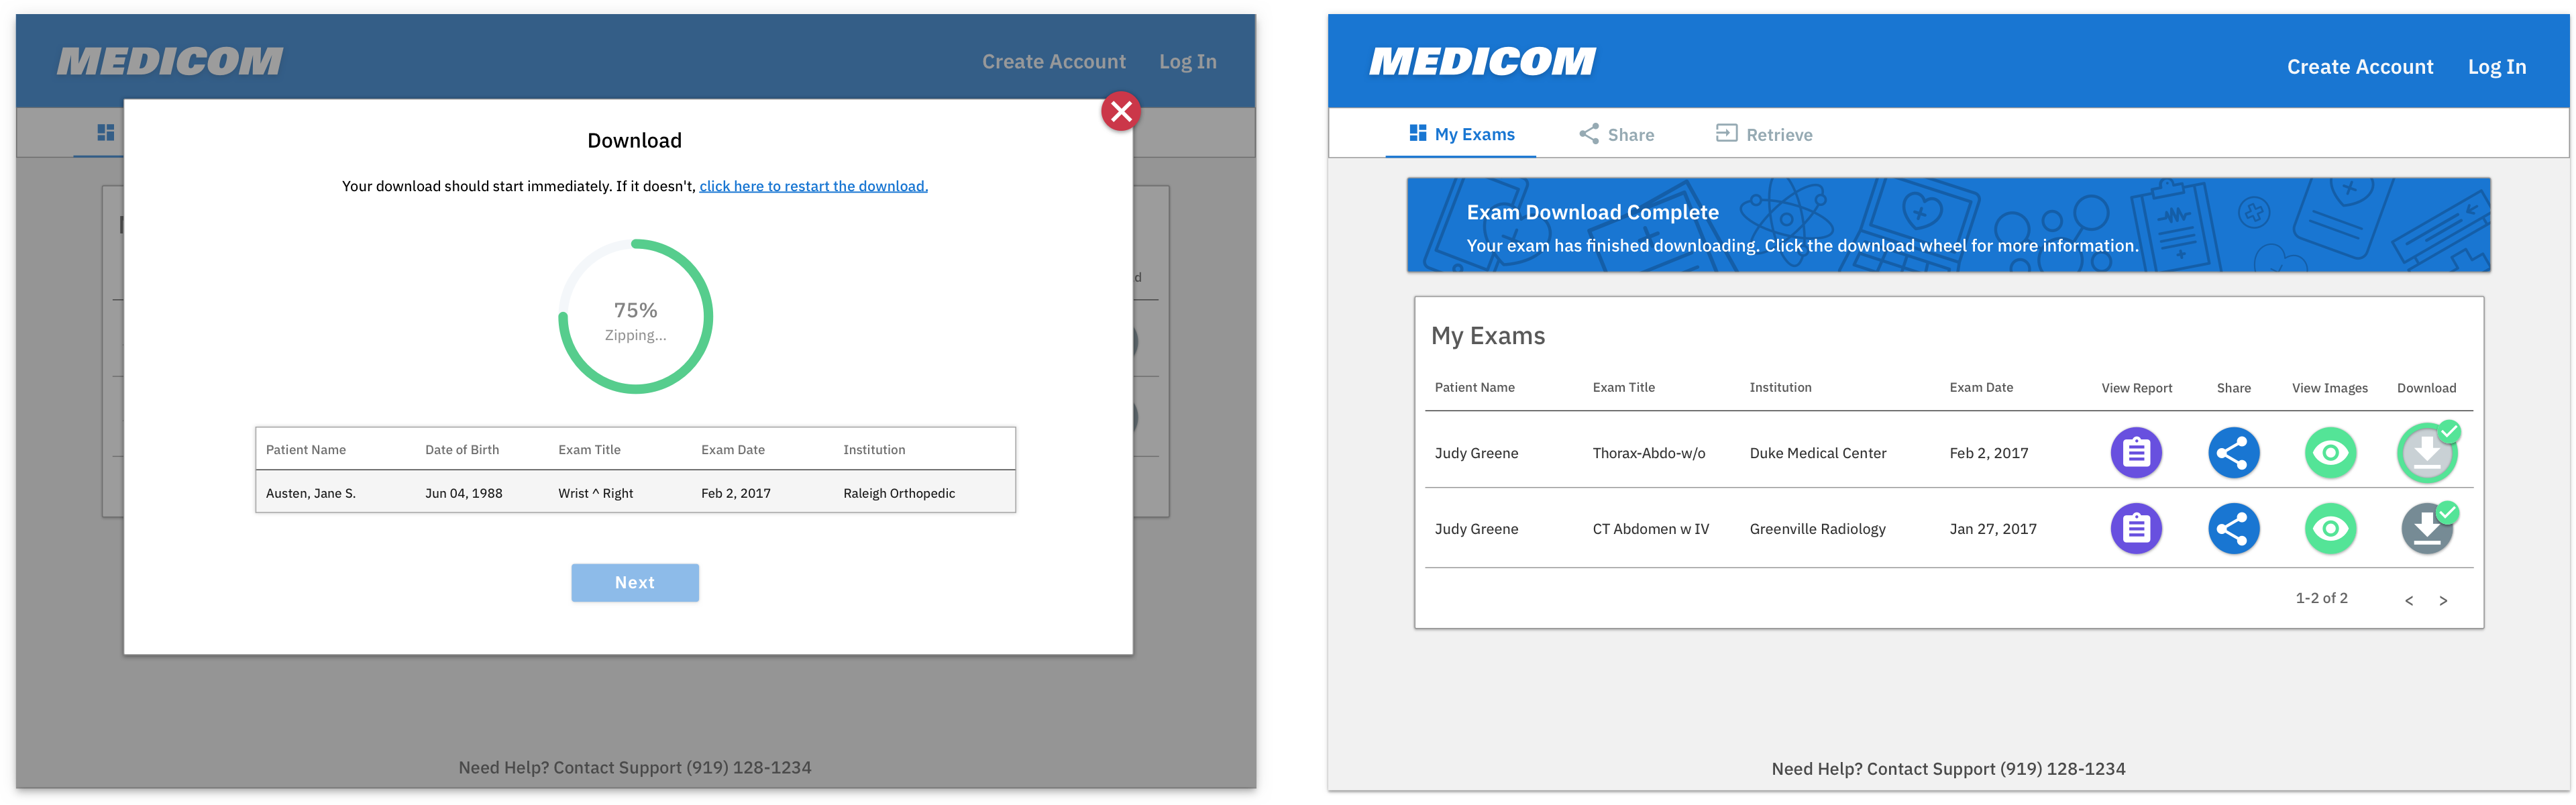 MEDICOM
Create Account Log In
Download
Your download should start immediately. If it doesn't, click here to restart the download.
75%
Zipping...
Patient Name Date of Birth Exam Title Exam Date Institution
Austen, Jane S. Jun 04, 1988 Wrist ^ Right Feb 2, 2017 Raleigh Orthopedic
Next
Need Help? Contact Support (919) 128-1234
MEDICOM
Create Account Log In
My Exams Share Retrieve
Exam Download Complete
Your exam has finished downloading. Click the download wheel for more information.
My Exams
Patient Name Exam Title Institution Exam Date View Report Share View Images Download
Judy Greene Thorax-Abdo-w/o Duke Medical Center Feb 2, 2017
Judy Greene CT Abdomen w IV Greenville Radiology Jan 27, 2017
1-2 of 2 < >
Need Help? Contact Support (919) 128-1234